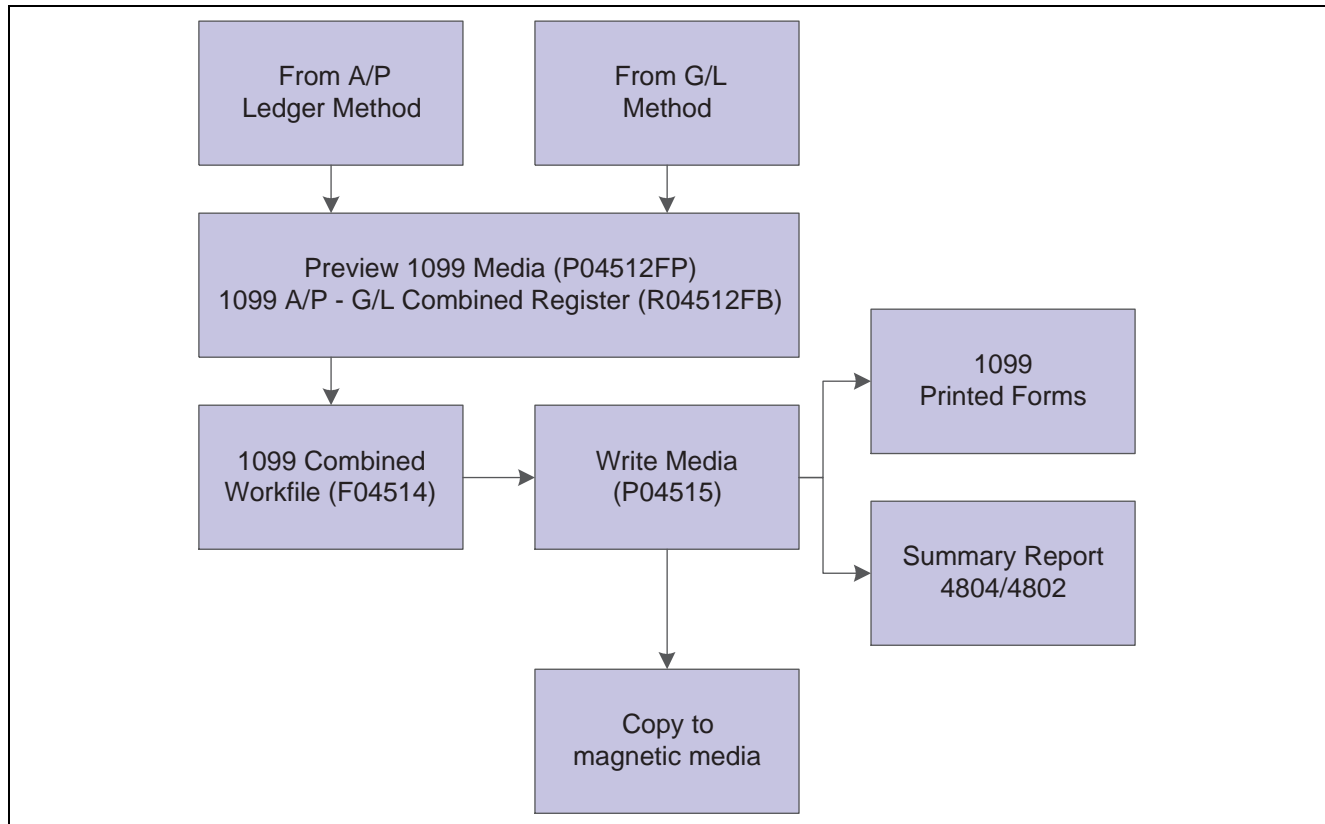 From A/P
Ledger Method
From G/L
Method
Preview 1099 Media (P04512FP)
1099 A/P - G/L Combined Register (R04512FB)
1099 Combined
Workfile (F04514)
Write Media
(P04515)
1099
Printed Forms
Summary Report
4804/4802
Copy to
magnetic media